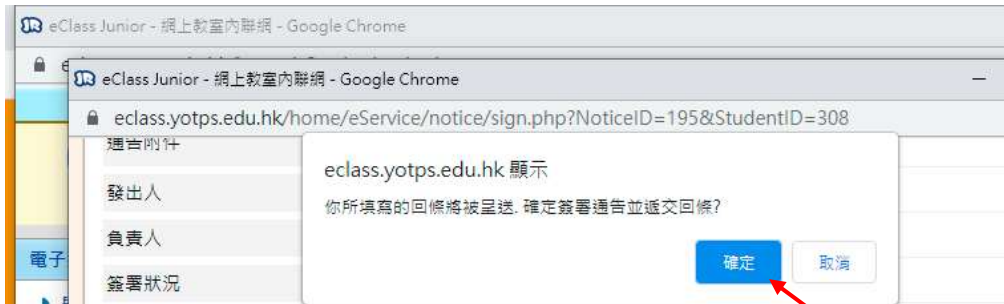 eClass Junior - 網上教室內聯網 - Google Chrome
eClass Junior - 網上教室內聯網 - Google Chrome
eclass.yotps.edu.hk/home/eService/notice/sign.php?NoticeID=195&StudentID=308
通告附件
eclass.yotps.edu.hk 顯示
發出人
你所填寫的回條將被呈送. 確定簽署通告並遞交回條?
負責人
電子
確定
取消
簽署狀況